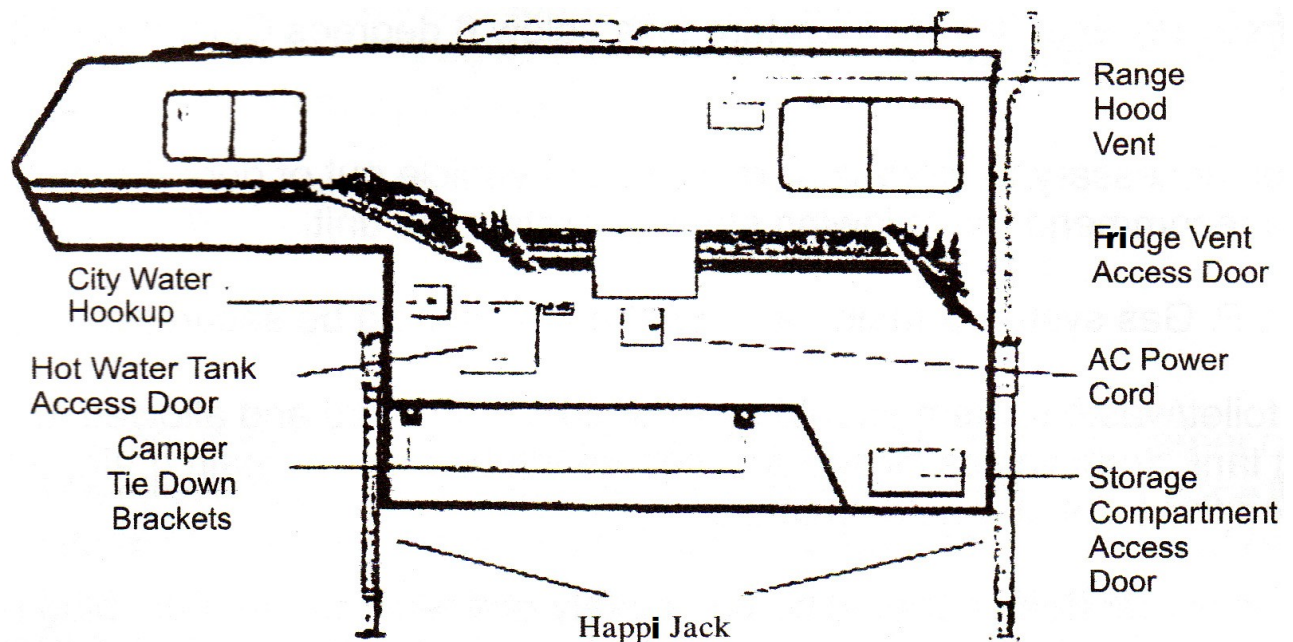 Range
Hood
Vent
Fridge Vent
Access Door
City Water
Hookup
Hot Water Tank
Access Door
AC Power
Cord
Camper
Tie Down
Brackets
Storage
Compartment
Access
Door
Happi Jack